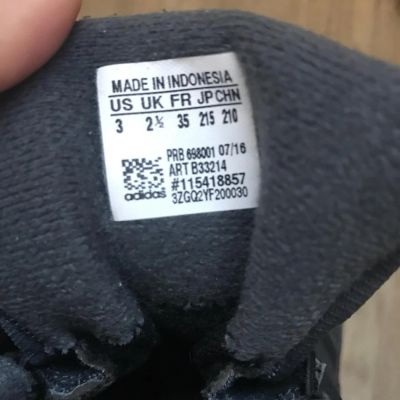 MADE IN INDONESIA
US UK FR JP CHN
3 2½ 35 215 210
PRB 698001 07/16
ART B33214
#115418857
adidas 3ZGQ2YF200030